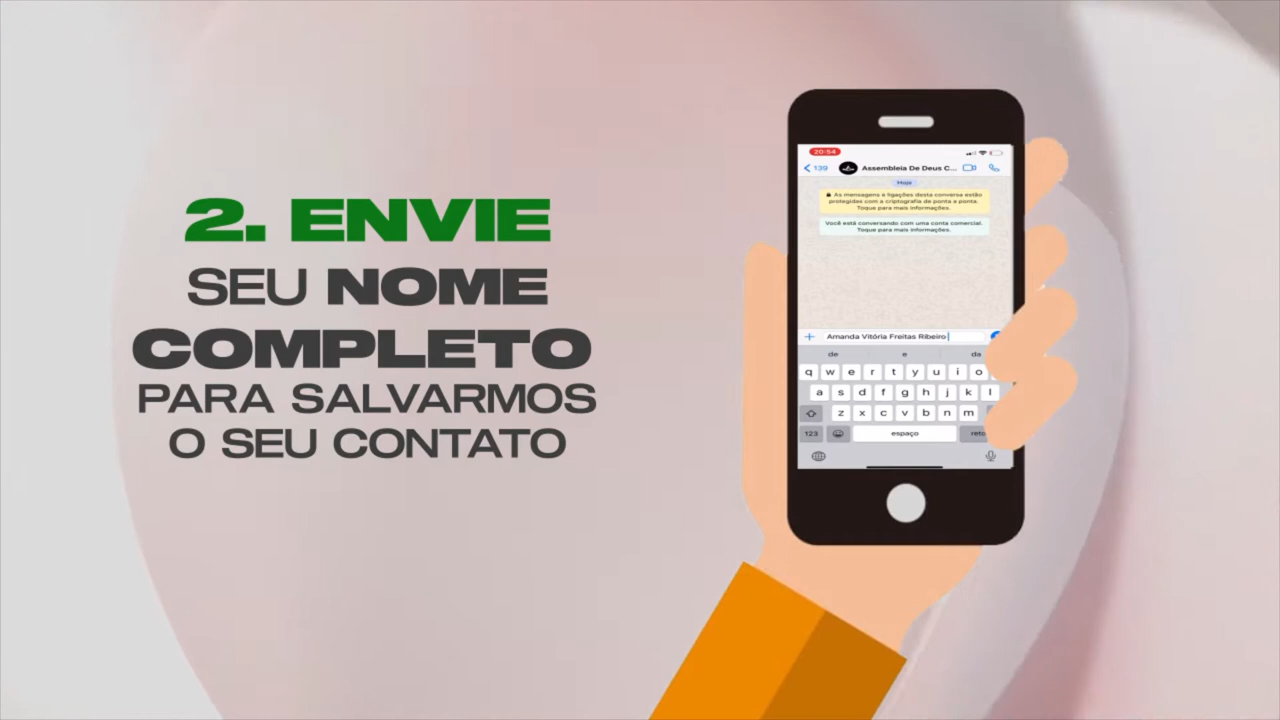 2. ENVIE
SEU NOME
COMPLETO
PARA SALVARMOS
O SEU CONTATO
20:54
139
Assembleia De Deus C...
Hoje
As mensagens e ligações desta conversa estão
protegidas com a criptografia de ponta a ponta.
Toque para mais informações.
Você está conversando com uma conta comercial.
Toque para mais informações.
Amanda Vitória Freitas Ribeiro
de e da
q w e r t y u i o
a s d f g h j k l
z x c v b n m
123 espaço reto